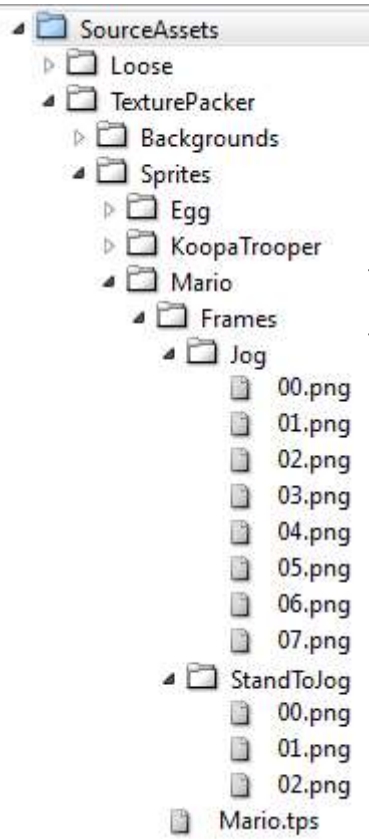 SourceAssets
Loose
TexturePacker
Backgrounds
Sprites
Egg
KoopaTrooper
Mario
Frames
Jog
00.png
01.png
02.png
03.png
04.png
05.png
06.png
07.png
StandToJog
00.png
01.png
02.png
Mario.tps